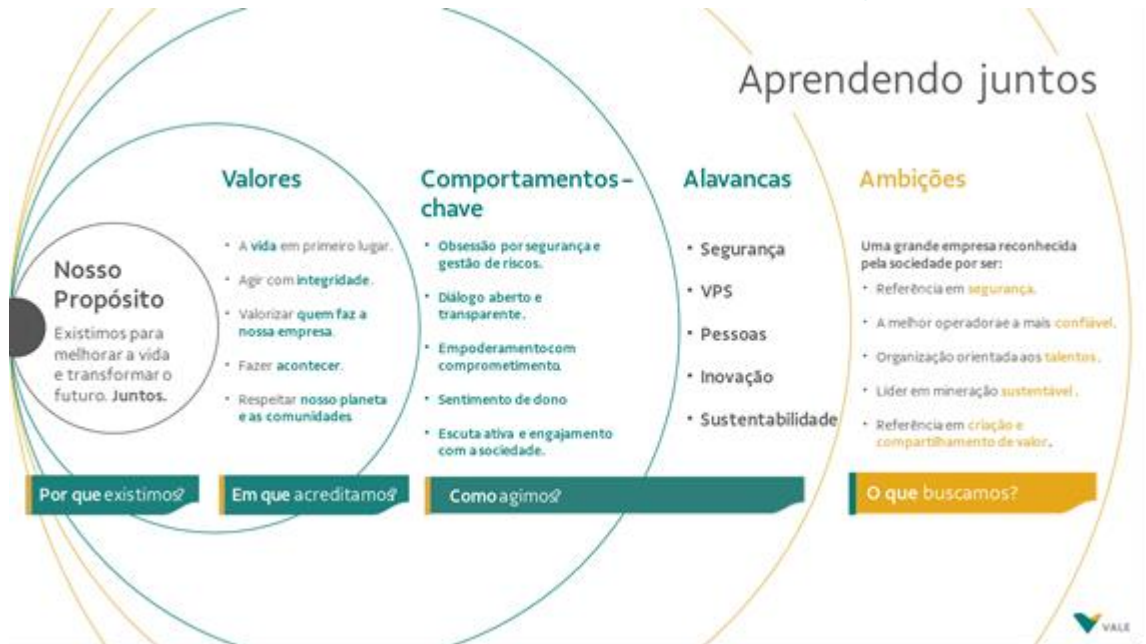 Aprendendo juntos
Nosso
Propósito
Existimos para
melhorar a vida
e transformar o
futuro. Juntos.
Por que existimos?
Valores
• A vida em primeiro lugar.
• Agir com integridade.
• Valorizar quem faz a
nossa empresa.
• Fazer acontecer.
• Respeitar nosso planeta
e as comunidades
Em que acreditamos?
Comportamentos-
chave
• Obsessão por segurança e
gestão de riscos.
• Diálogo aberto e
transparente.
• Empoderamento com
comprometimento.
• Sentimento de dono
• Escuta ativa e engajamento
com a sociedade.
Alavancas
• Segurança
• VPS
• Pessoas
• Inovação
• Sustentabilidade
Como agimos?
Ambições
Uma grande empresa reconhecida
pela sociedade por ser:
• Referência em segurança.
• A melhor operadora e a mais confiável.
• Organização orientada aos talentos.
• Líder em mineração sustentável.
• Referência em criação e
compartilhamento de valor.
O que buscamos?
VALE